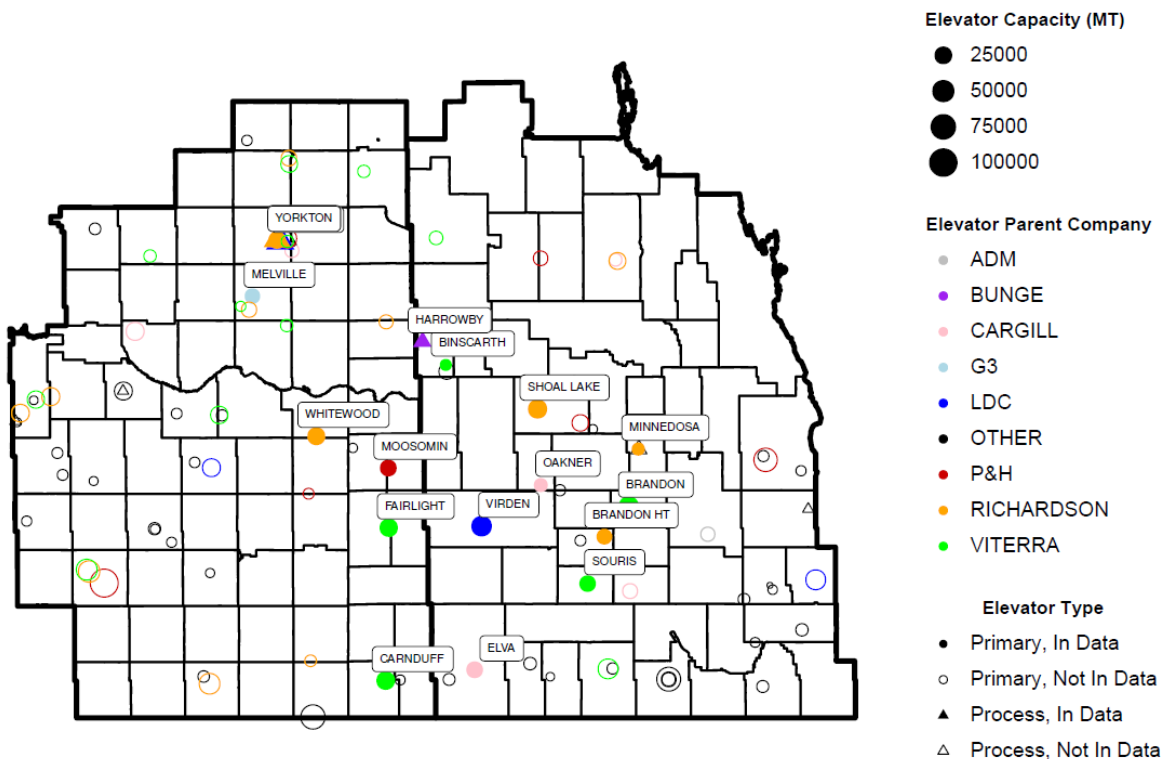 Elevator Capacity (MT)
25000
50000
75000
100000
Elevator Parent Company
ADM
BUNGE
CARGILL
G3
LDC
OTHER
P&H
RICHARDSON
VITERRA
Elevator Type
Primary, In Data
Primary, Not In Data
Process, In Data
Process, Not In Data
YORKTON
MELVILLE
HARROWBY
BINSCARTH
SHOAL LAKE
WHITEWOOD
MINNEDOSA
MOOSOMIN
OAKNER
BRANDON
FAIRLIGHT
VIRDEN
BRANDON HT
SOURIS
ELVA
CARNDUFF